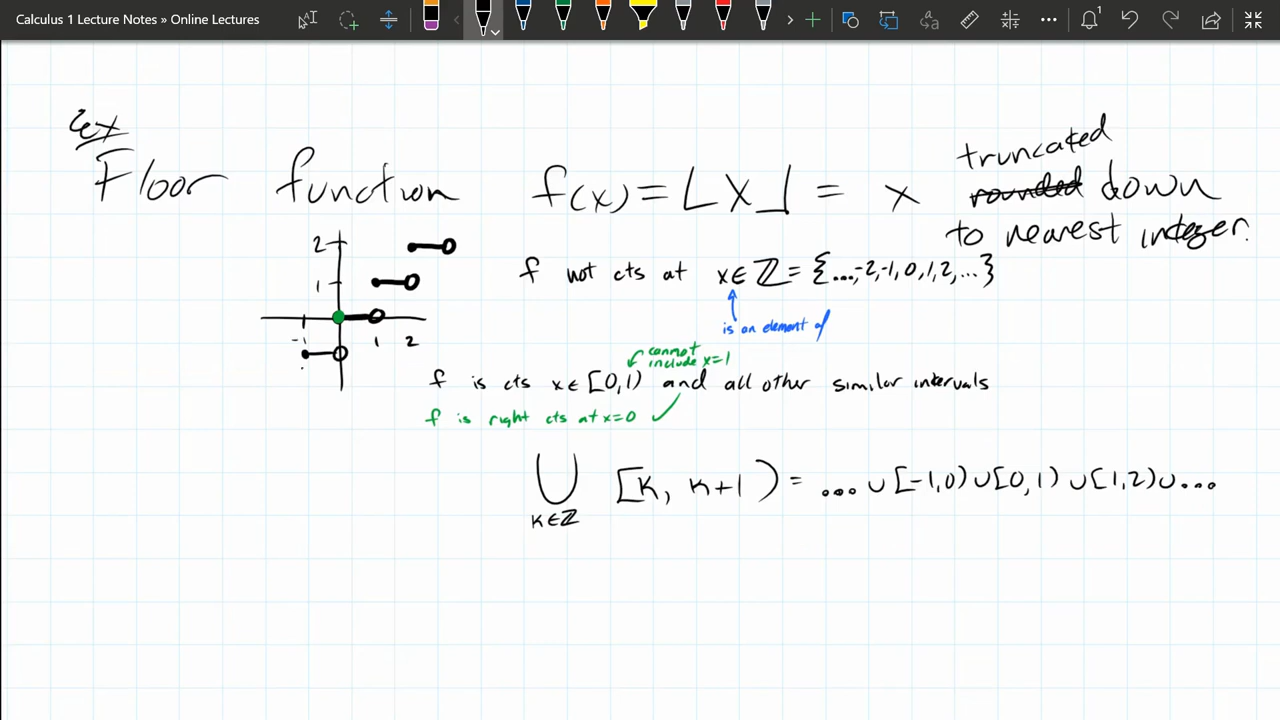 Calculus 1 Lecture Notes » Online Lectures
Ex
Floor function f(x) = ⌊x⌋ = x truncated
rounded down
to nearest integer.
2
1
-1
1 2
f not cts at x∈ℤ = {...,-2,-1,0,1,2,...}
is an element of
cannot
include x=1
f is cts x∈[0,1) and all other similar intervals
f is right cts at x=0 ✓
⋃ [k, k+1) = ... ∪[-1,0)∪[0,1)∪[1,2)∪...
k∈ℤ